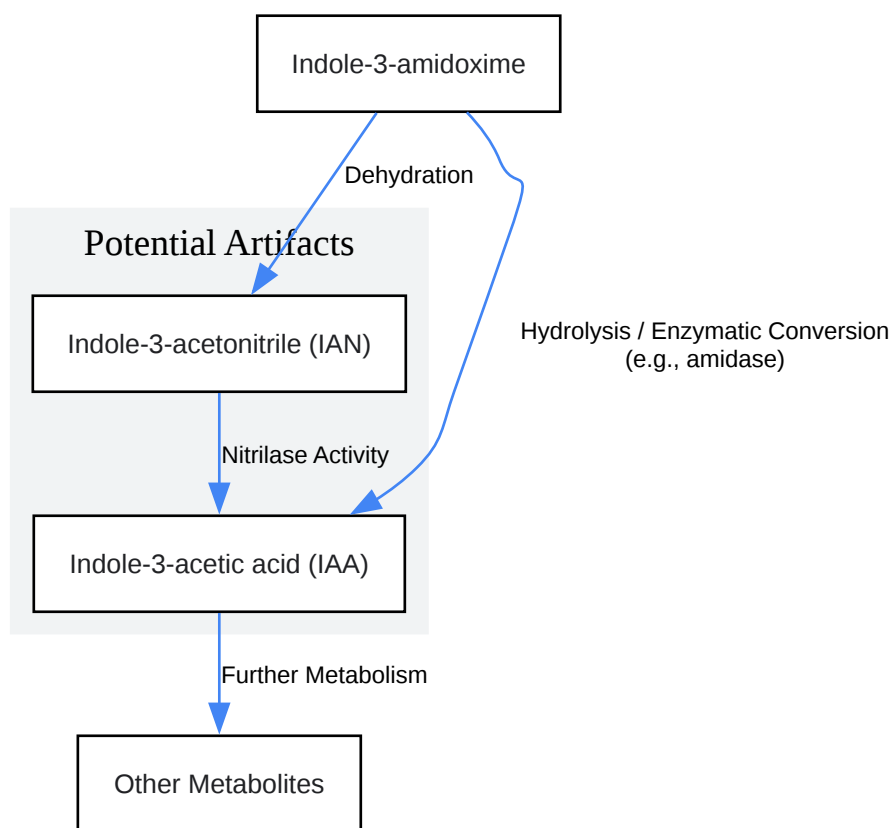 Indole-3-amidoxime
Dehydration
Potential Artifacts
Indole-3-acetonitrile (IAN)
Hydrolysis / Enzymatic Conversion
(e.g., amidase)
Nitrilase Activity
Indole-3-acetic acid (IAA)
Further Metabolism
Other Metabolites